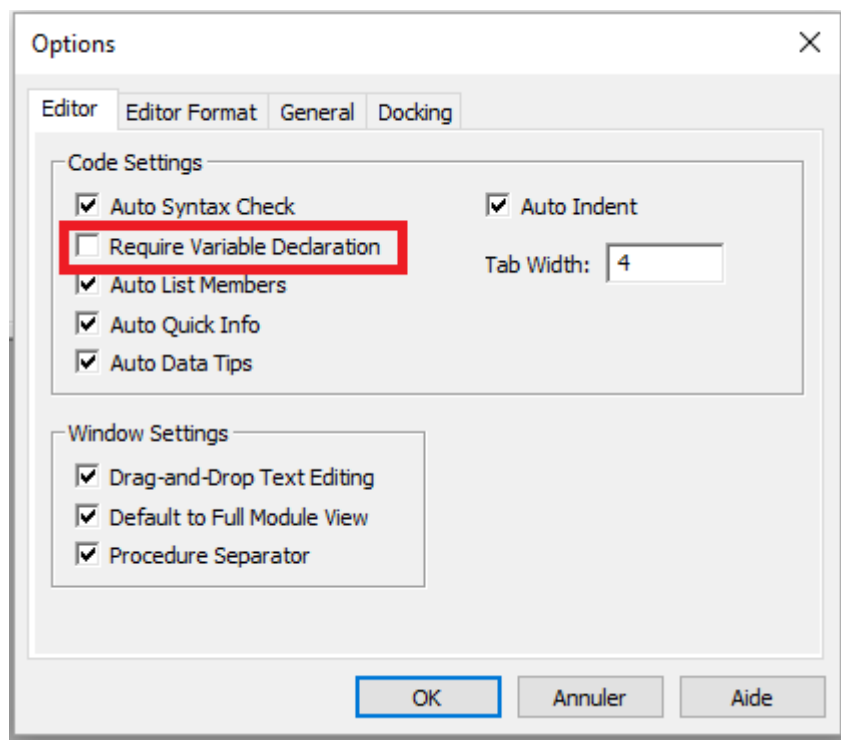 Options
Editor Editor Format General Docking
Code Settings
Auto Syntax Check
Auto Indent
Require Variable Declaration
Tab Width: 4
Auto List Members
Auto Quick Info
Auto Data Tips
Window Settings
Drag-and-Drop Text Editing
Default to Full Module View
Procedure Separator
OK Annuler Aide